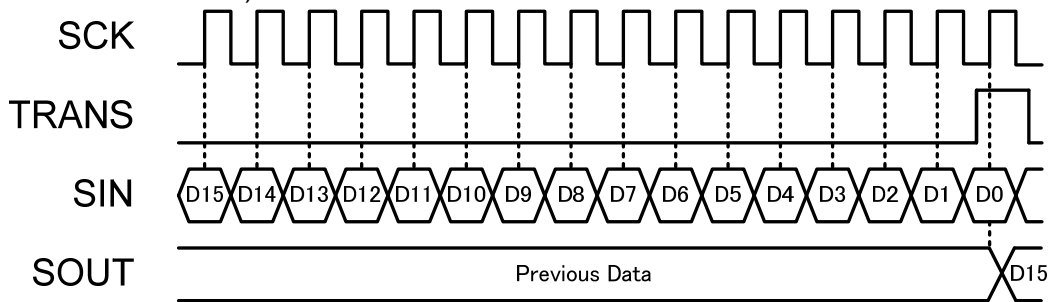 SCK
TRANS
SIN D15 D14 D13 D12 D11 D10 D9 D8 D7 D6 D5 D4 D3 D2 D1 D0
SOUT Previous Data D15